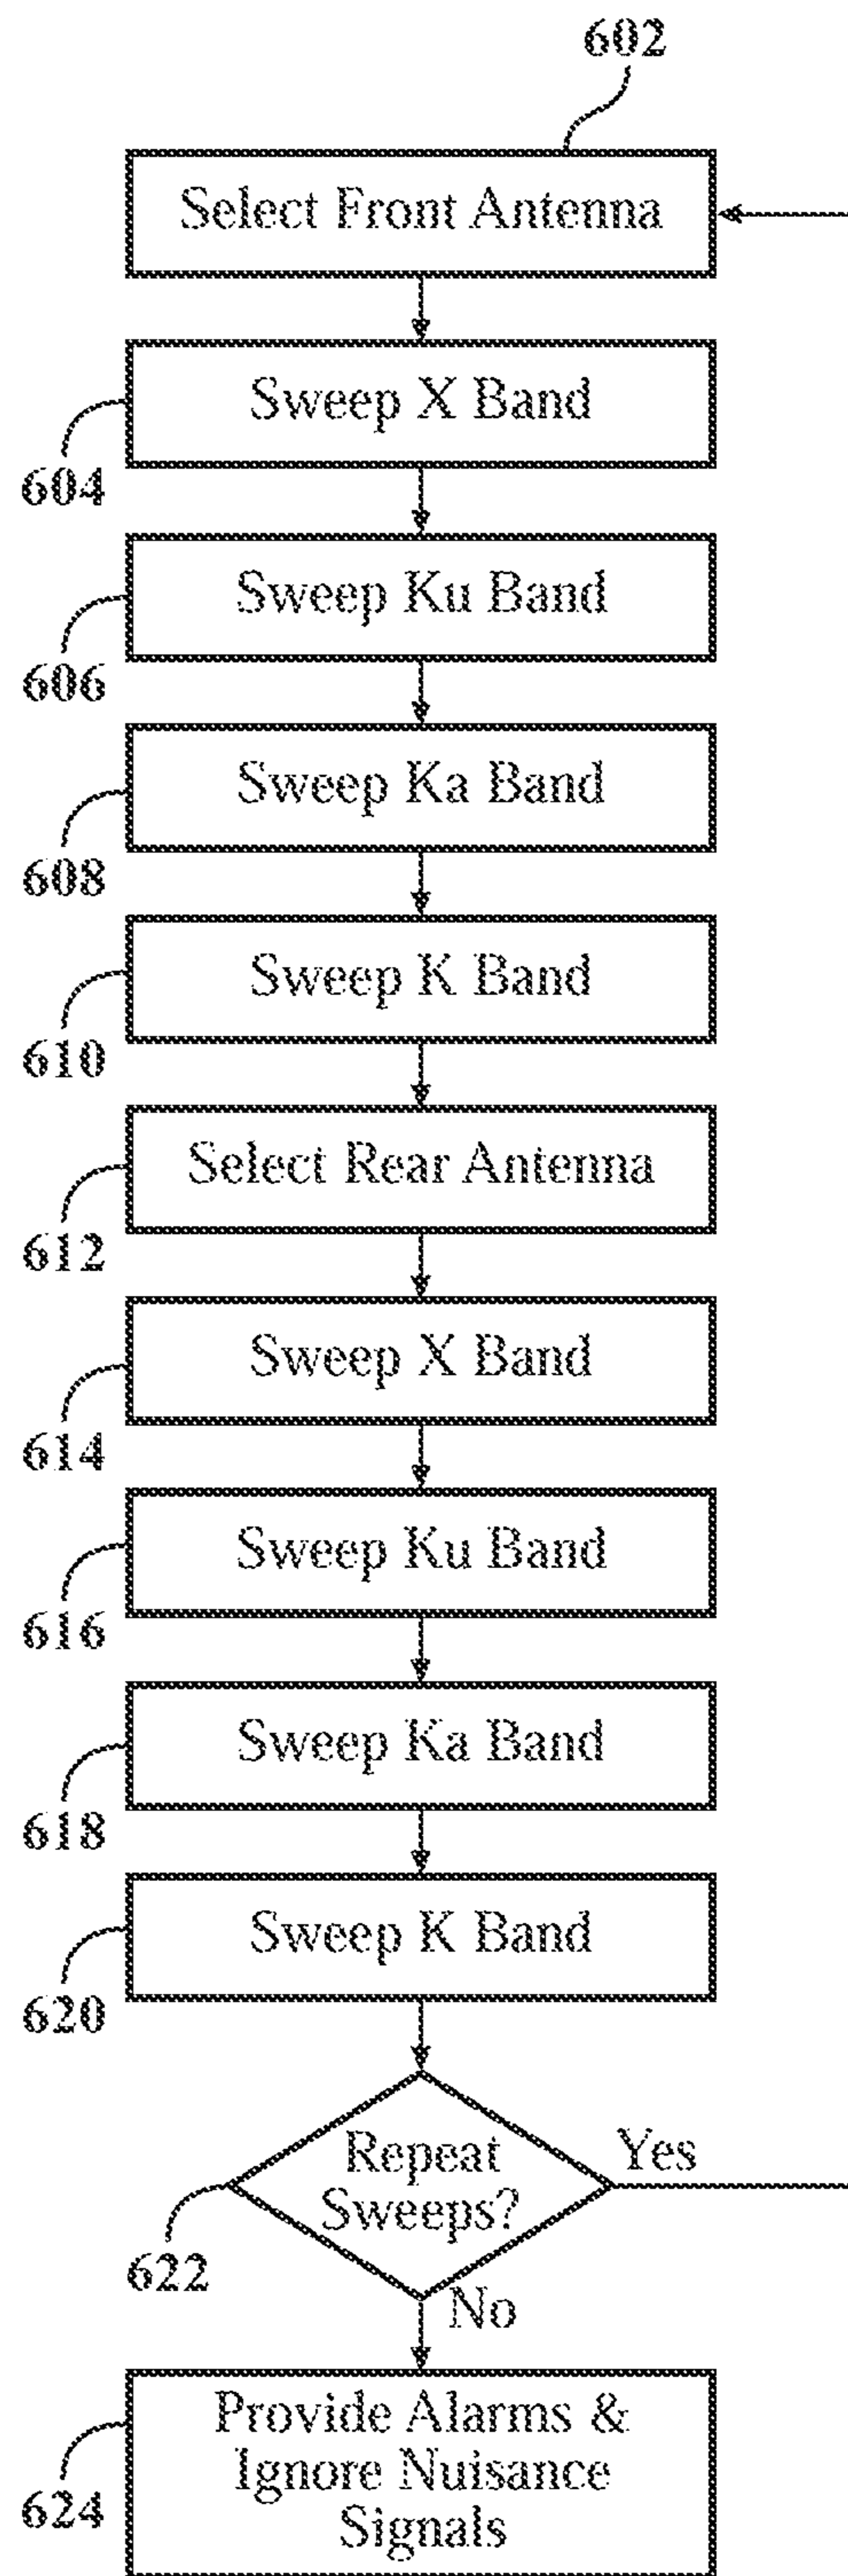 602
Select Front Antenna
Sweep X Band
604
Sweep Ku Band
606
Sweep Ka Band
608
Sweep K Band
610
Select Rear Antenna
612
Sweep X Band
614
Sweep Ku Band
616
Sweep Ka Band
618
Sweep K Band
620
Repeat
Sweeps?
Yes
622
No
Provide Alarms &
Ignore Nuisance
Signals
624